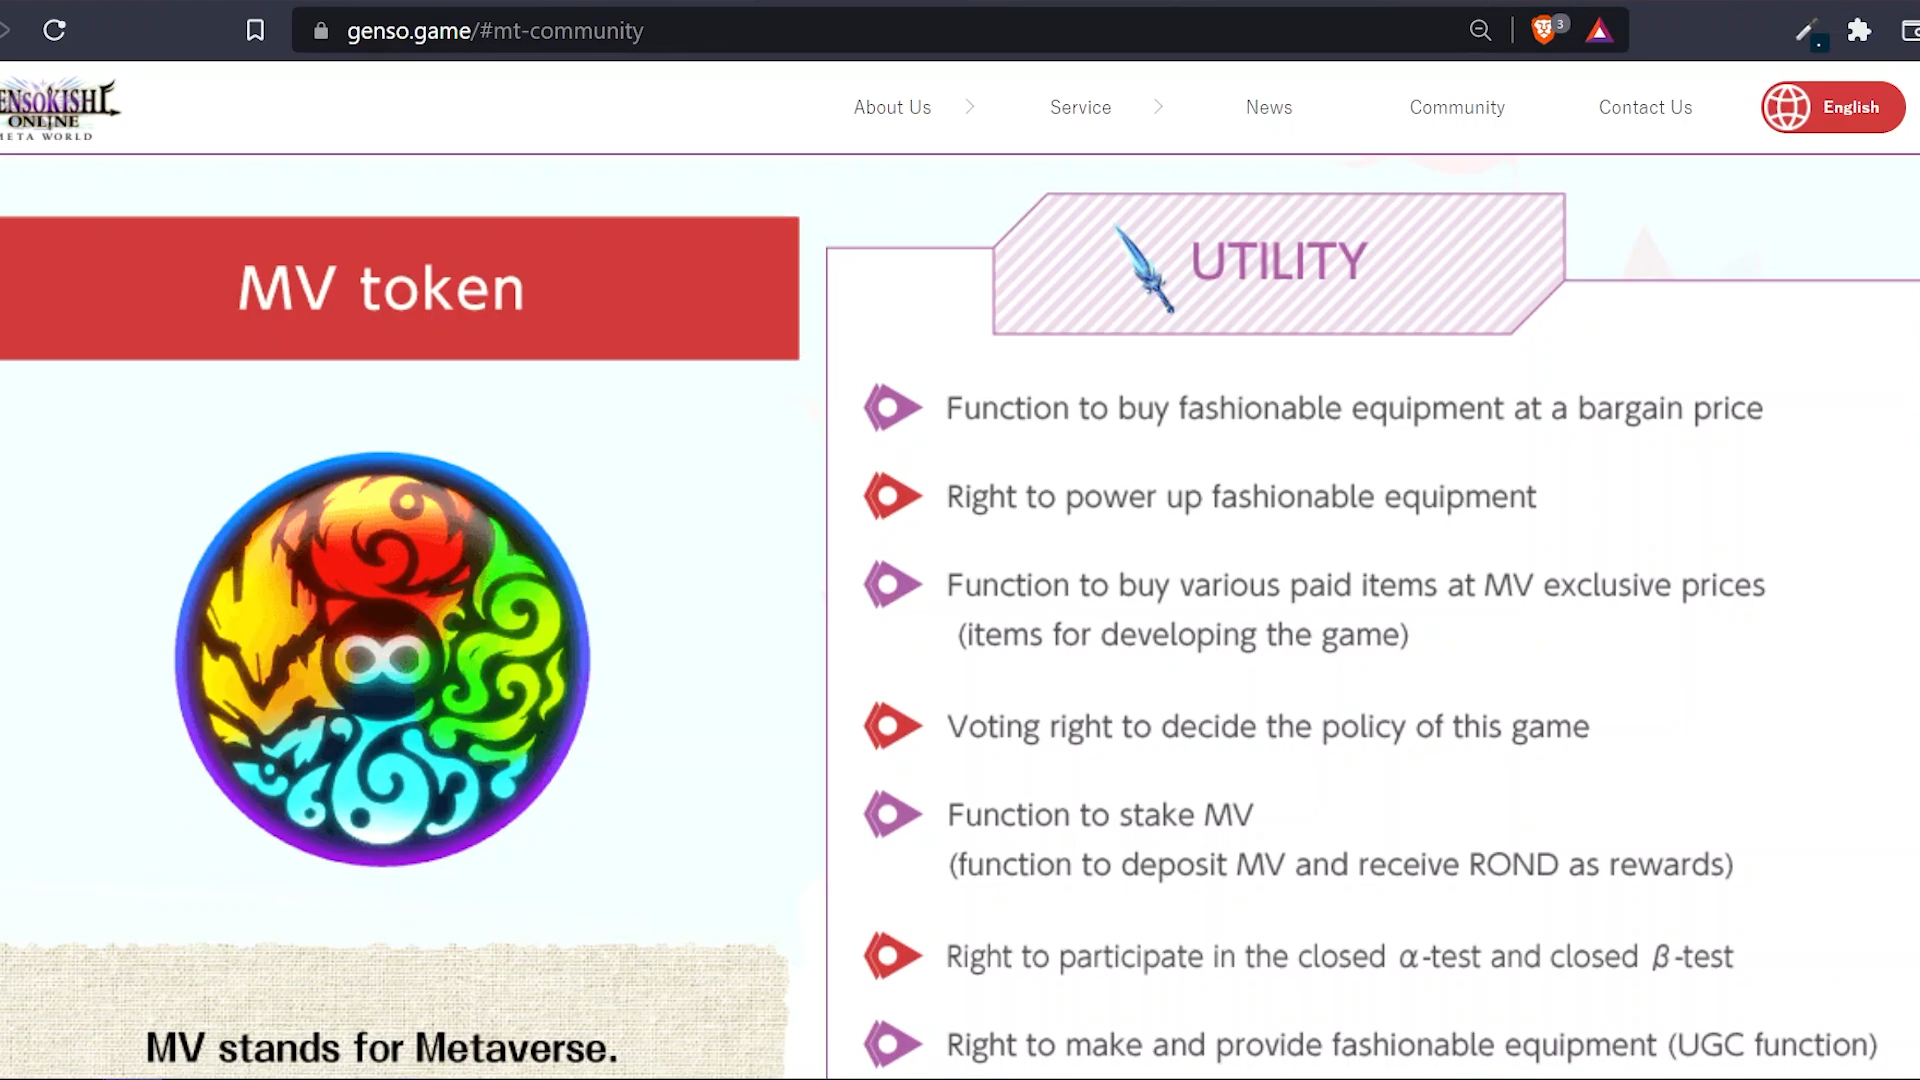 genso.game/#mt-community
3
ENSOKISHI
ONLINE
META WORLD
About Us
Service
News
Community
Contact Us
English
MV token
MV stands for Metaverse.
UTILITY
Function to buy fashionable equipment at a bargain price
Right to power up fashionable equipment
Function to buy various paid items at MV exclusive prices
(items for developing the game)
Voting right to decide the policy of this game
Function to stake MV
(function to deposit MV and receive ROND as rewards)
Right to participate in the closed α-test and closed β-test
Right to make and provide fashionable equipment (UGC function)